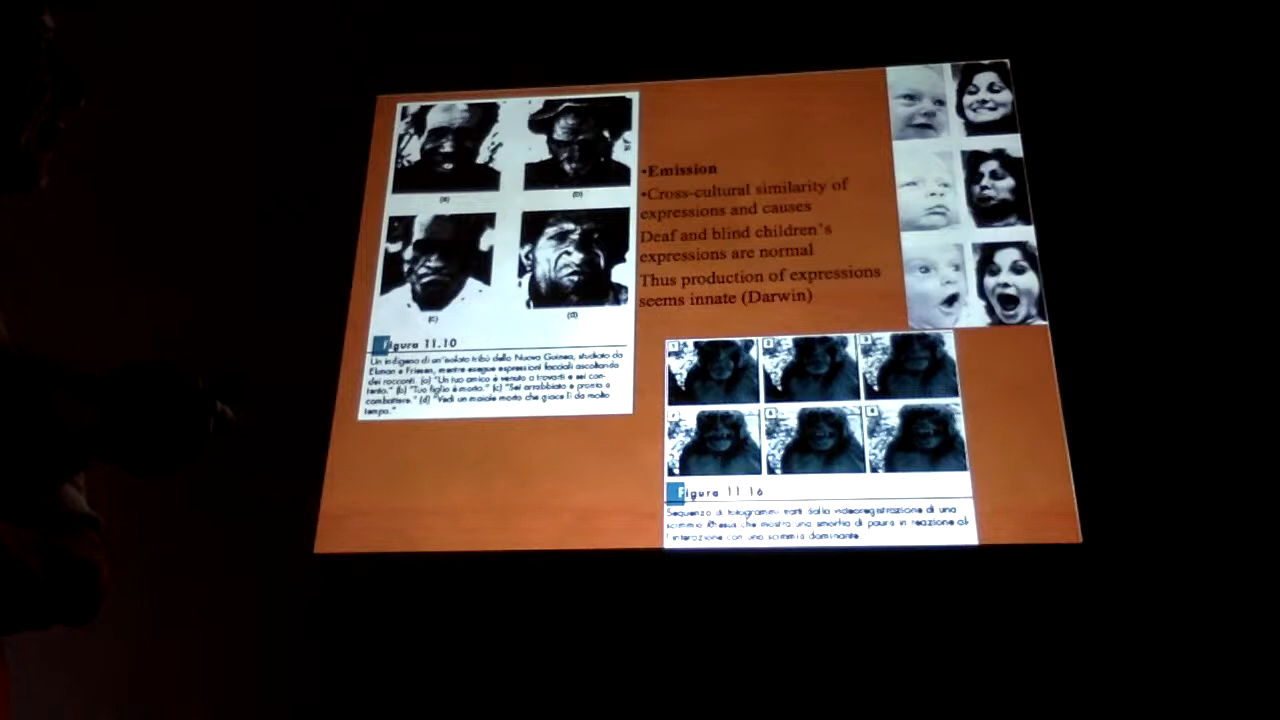 (a)
(b)
(c)
(d)
Figura 11.10
Un indigeno di un'isolata tribù della Nuova Guinea, studiato da
Ekman e Friesen, mentre esegue espressioni facciali ascoltando
dei racconti. (a) "Un tuo amico è venuto a trovarti e sei con-
tento." (b) "Tuo figlio è morto." (c) "Sei arrabbiato e pronto a
combattere." (d) "Vedi un maiale morto che giace lì da molto
tempo."
•Emission
•Cross-cultural similarity of
expressions and causes
Deaf and blind children's
expressions are normal
Thus production of expressions
seems innate (Darwin)
1
2
3
Figura 11 16
Sequenza di fotogrammi tratti dalla videoregistrazione di una
scimmia Rhesus che mostra una smorfia di paura in reazione al
l'interazione con una scimmia dominante